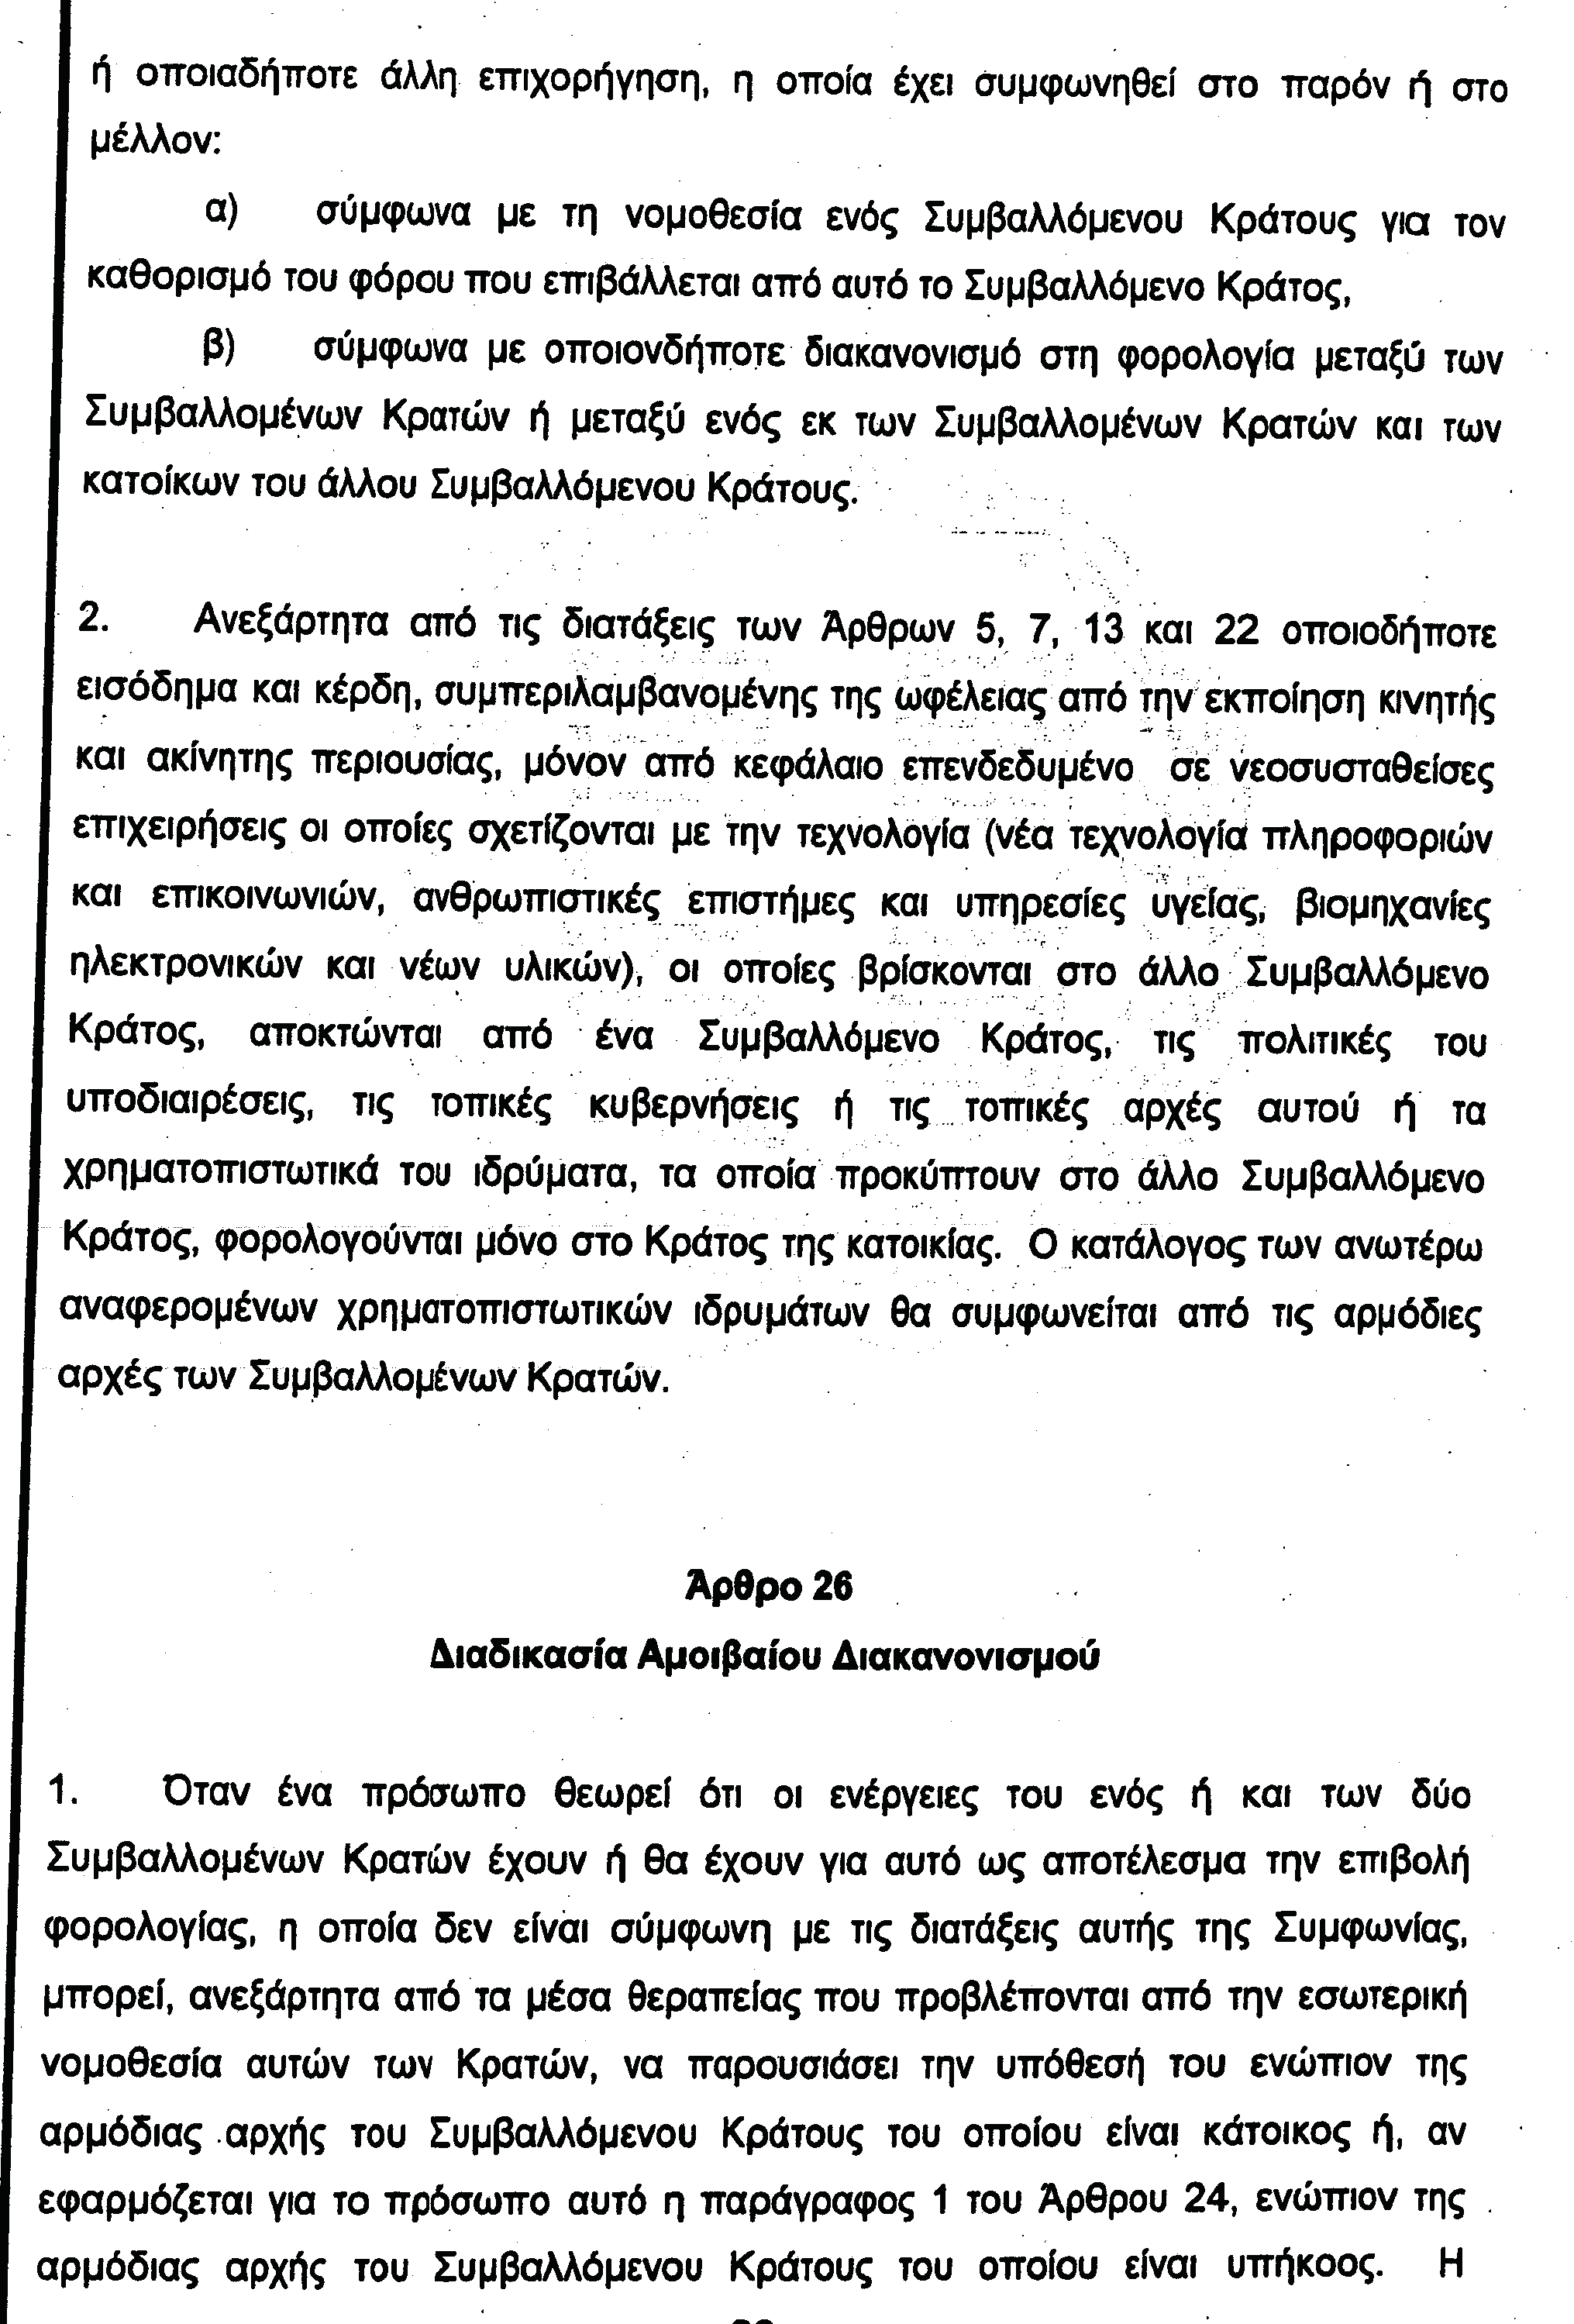 ή οποιαδήποτε άλλη επιχορήγηση, η οποία έχει συμφωνηθεί στο παρόν ή στο
μέλλον:
α) σύμφωνα με τη νομοθεσία ενός Συμβαλλόμενου Κράτους για τον
καθορισμό του φόρου που επιβάλλεται από αυτό το Συμβαλλόμενο Κράτος,
β) σύμφωνα με οποιονδήποτε διακανονισμό στη φορολογία μεταξύ των
Συμβαλλομένων Κρατών ή μεταξύ ενός εκ των Συμβαλλομένων Κρατών και των
κατοίκων του άλλου Συμβαλλόμενου Κράτους.
2. Ανεξάρτητα από τις διατάξεις των Άρθρων 5, 7, 13 και 22 οποιοδήποτε
εισόδημα και κέρδη, συμπεριλαμβανομένης της ωφέλειας από την εκποίηση κινητής
και ακίνητης περιουσίας, μόνον από κεφάλαιο επενδεδυμένο σε νεοσυσταθείσες
επιχειρήσεις οι οποίες σχετίζονται με την τεχνολογία (νέα τεχνολογία πληροφοριών
και επικοινωνιών, ανθρωπιστικές επιστήμες και υπηρεσίες υγείας, βιομηχανίες
ηλεκτρονικών και νέων υλικών), οι οποίες βρίσκονται στο άλλο Συμβαλλόμενο
Κράτος, αποκτώνται από ένα Συμβαλλόμενο Κράτος, τις πολιτικές του
υποδιαιρέσεις, τις τοπικές κυβερνήσεις ή τις τοπικές αρχές αυτού ή τα
χρηματοπιστωτικά του ιδρύματα, τα οποία προκύπτουν στο άλλο Συμβαλλόμενο
Κράτος, φορολογούνται μόνο στο Κράτος της κατοικίας. Ο κατάλογος των ανωτέρω
αναφερομένων χρηματοπιστωτικών ιδρυμάτων θα συμφωνείται από τις αρμόδιες
αρχές των Συμβαλλομένων Κρατών.
Άρθρο 26
Διαδικασία Αμοιβαίου Διακανονισμού
1. Όταν ένα πρόσωπο θεωρεί ότι οι ενέργειες του ενός ή και των δύο
Συμβαλλομένων Κρατών έχουν ή θα έχουν για αυτό ως αποτέλεσμα την επιβολή
φορολογίας, η οποία δεν είναι σύμφωνη με τις διατάξεις αυτής της Συμφωνίας,
μπορεί, ανεξάρτητα από τα μέσα θεραπείας που προβλέπονται από την εσωτερική
νομοθεσία αυτών των Κρατών, να παρουσιάσει την υπόθεσή του ενώπιον της
αρμόδιας αρχής του Συμβαλλόμενου Κράτους του οποίου είναι κάτοικος ή, αν
εφαρμόζεται για το πρόσωπο αυτό η παράγραφος 1 του Άρθρου 24, ενώπιον της
αρμόδιας αρχής του Συμβαλλόμενου Κράτους του οποίου είναι υπήκοος. Η